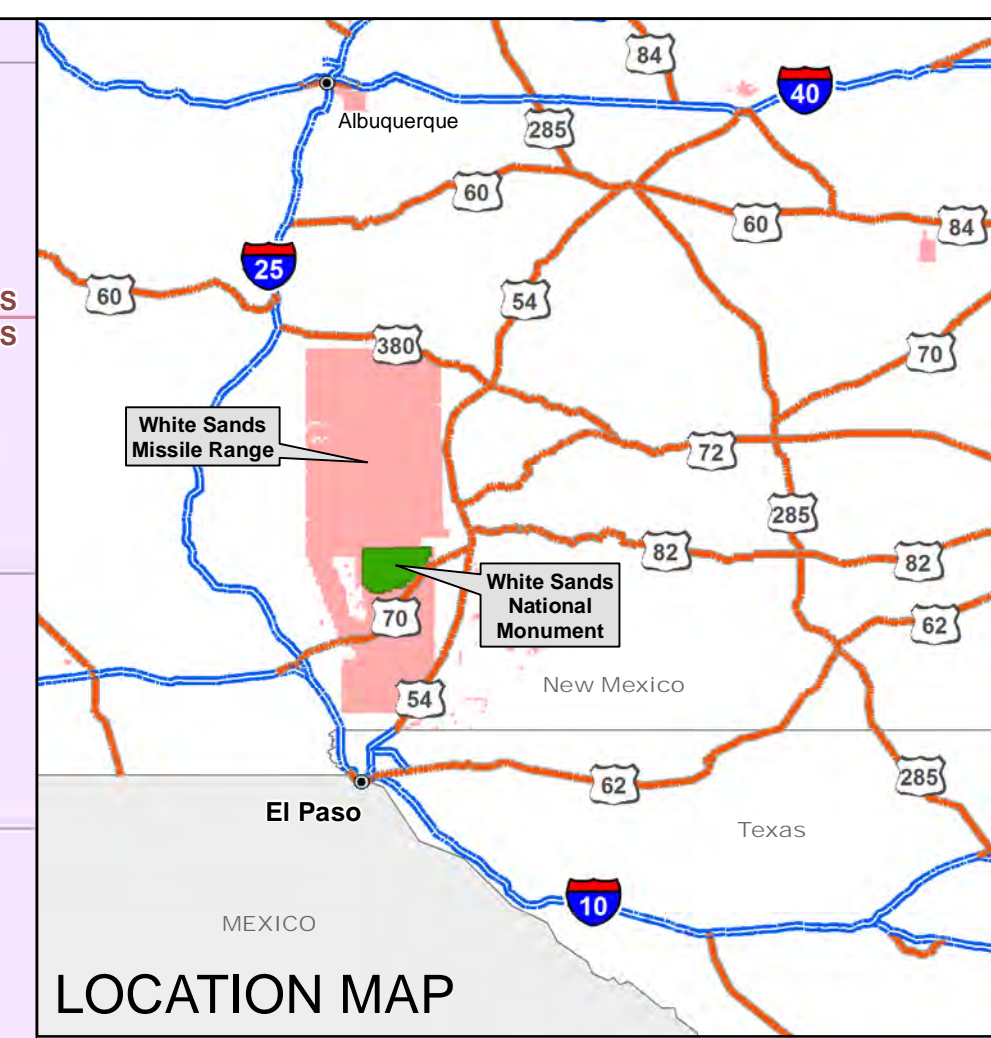 84
40
Albuquerque
285
60
60
84
25
S
S
60
54
380
70
White Sands
Missile Range
72
285
82
82
White Sands
National
Monument
70
62
54
New Mexico
62
285
El Paso
Texas
10
MEXICO
LOCATION MAP